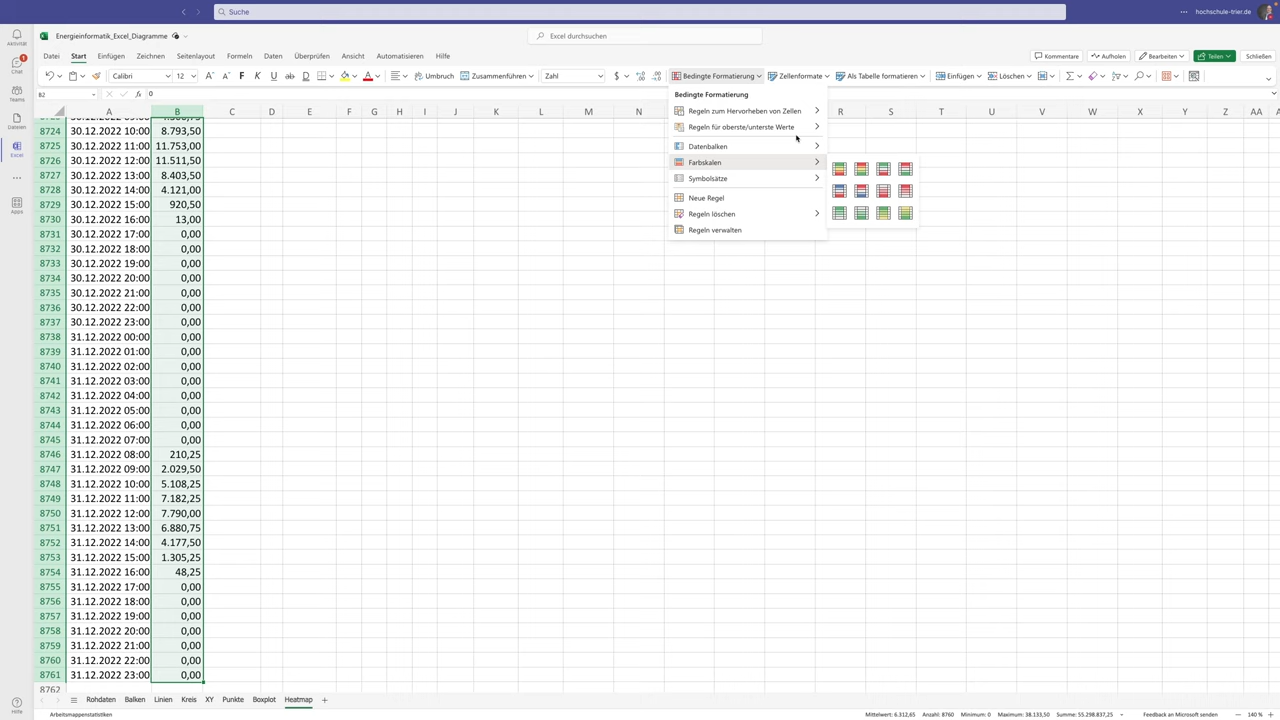 Suche
hochschule-trier.de
Energieinformatik_Excel_Diagramme
Excel durchsuchen
Datei Start Einfügen Zeichnen Seitenlayout Formeln Daten Überprüfen Ansicht Automatisieren Hilfe
Kommentare Aufholen Bearbeiten Teilen Schließen
Calibri 12 F K U ab Umbruch Zusammenführen Zahl Bedingte Formatierung Zellenformate Als Tabelle formatieren Einfügen Löschen
B2 fx 0
Aktivität
Chat
Teams
Dateien
Excel
Apps
Hilfe
Bedingte Formatierung
Regeln zum Hervorheben von Zellen
Regeln für oberste/unterste Werte
Datenbalken
Farbskalen
Symbolsätze
Neue Regel
Regeln löschen
Regeln verwalten
A B C D E F G H I J K L M N R S T U V W X Y Z AA AB
8724 30.12.2022 10:00 8.793,50
8725 30.12.2022 11:00 11.753,00
8726 30.12.2022 12:00 11.511,50
8727 30.12.2022 13:00 8.403,50
8728 30.12.2022 14:00 4.121,00
8729 30.12.2022 15:00 920,50
8730 30.12.2022 16:00 13,00
8731 30.12.2022 17:00 0,00
8732 30.12.2022 18:00 0,00
8733 30.12.2022 19:00 0,00
8734 30.12.2022 20:00 0,00
8735 30.12.2022 21:00 0,00
8736 30.12.2022 22:00 0,00
8737 30.12.2022 23:00 0,00
8738 31.12.2022 00:00 0,00
8739 31.12.2022 01:00 0,00
8740 31.12.2022 02:00 0,00
8741 31.12.2022 03:00 0,00
8742 31.12.2022 04:00 0,00
8743 31.12.2022 05:00 0,00
8744 31.12.2022 06:00 0,00
8745 31.12.2022 07:00 0,00
8746 31.12.2022 08:00 210,25
8747 31.12.2022 09:00 2.029,50
8748 31.12.2022 10:00 5.108,25
8749 31.12.2022 11:00 7.182,25
8750 31.12.2022 12:00 7.790,00
8751 31.12.2022 13:00 6.880,75
8752 31.12.2022 14:00 4.177,50
8753 31.12.2022 15:00 1.305,25
8754 31.12.2022 16:00 48,25
8755 31.12.2022 17:00 0,00
8756 31.12.2022 18:00 0,00
8757 31.12.2022 19:00 0,00
8758 31.12.2022 20:00 0,00
8759 31.12.2022 21:00 0,00
8760 31.12.2022 22:00 0,00
8761 31.12.2022 23:00 0,00
8762
Rohdaten Balken Linien Kreis XY Punkte Boxplot Heatmap
Arbeitsmappenstatistiken
Mittelwert: 6.312,65 Anzahl: 8760 Minimum: 0 Maximum: 38.133,50 Summe: 55.298.837,25 Feedback an Microsoft senden 140 %